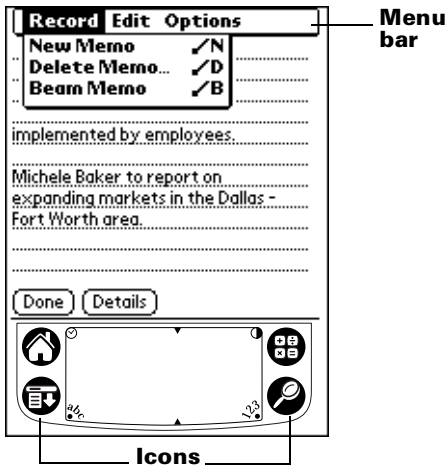 Record Edit Options
Menu bar
New Memo /N
Delete Memo... /D
Beam Memo /B
implemented by employees.
Michele Baker to report on
expanding markets in the Dallas -
Fort Worth area.
Done Details
abc 123
Icons